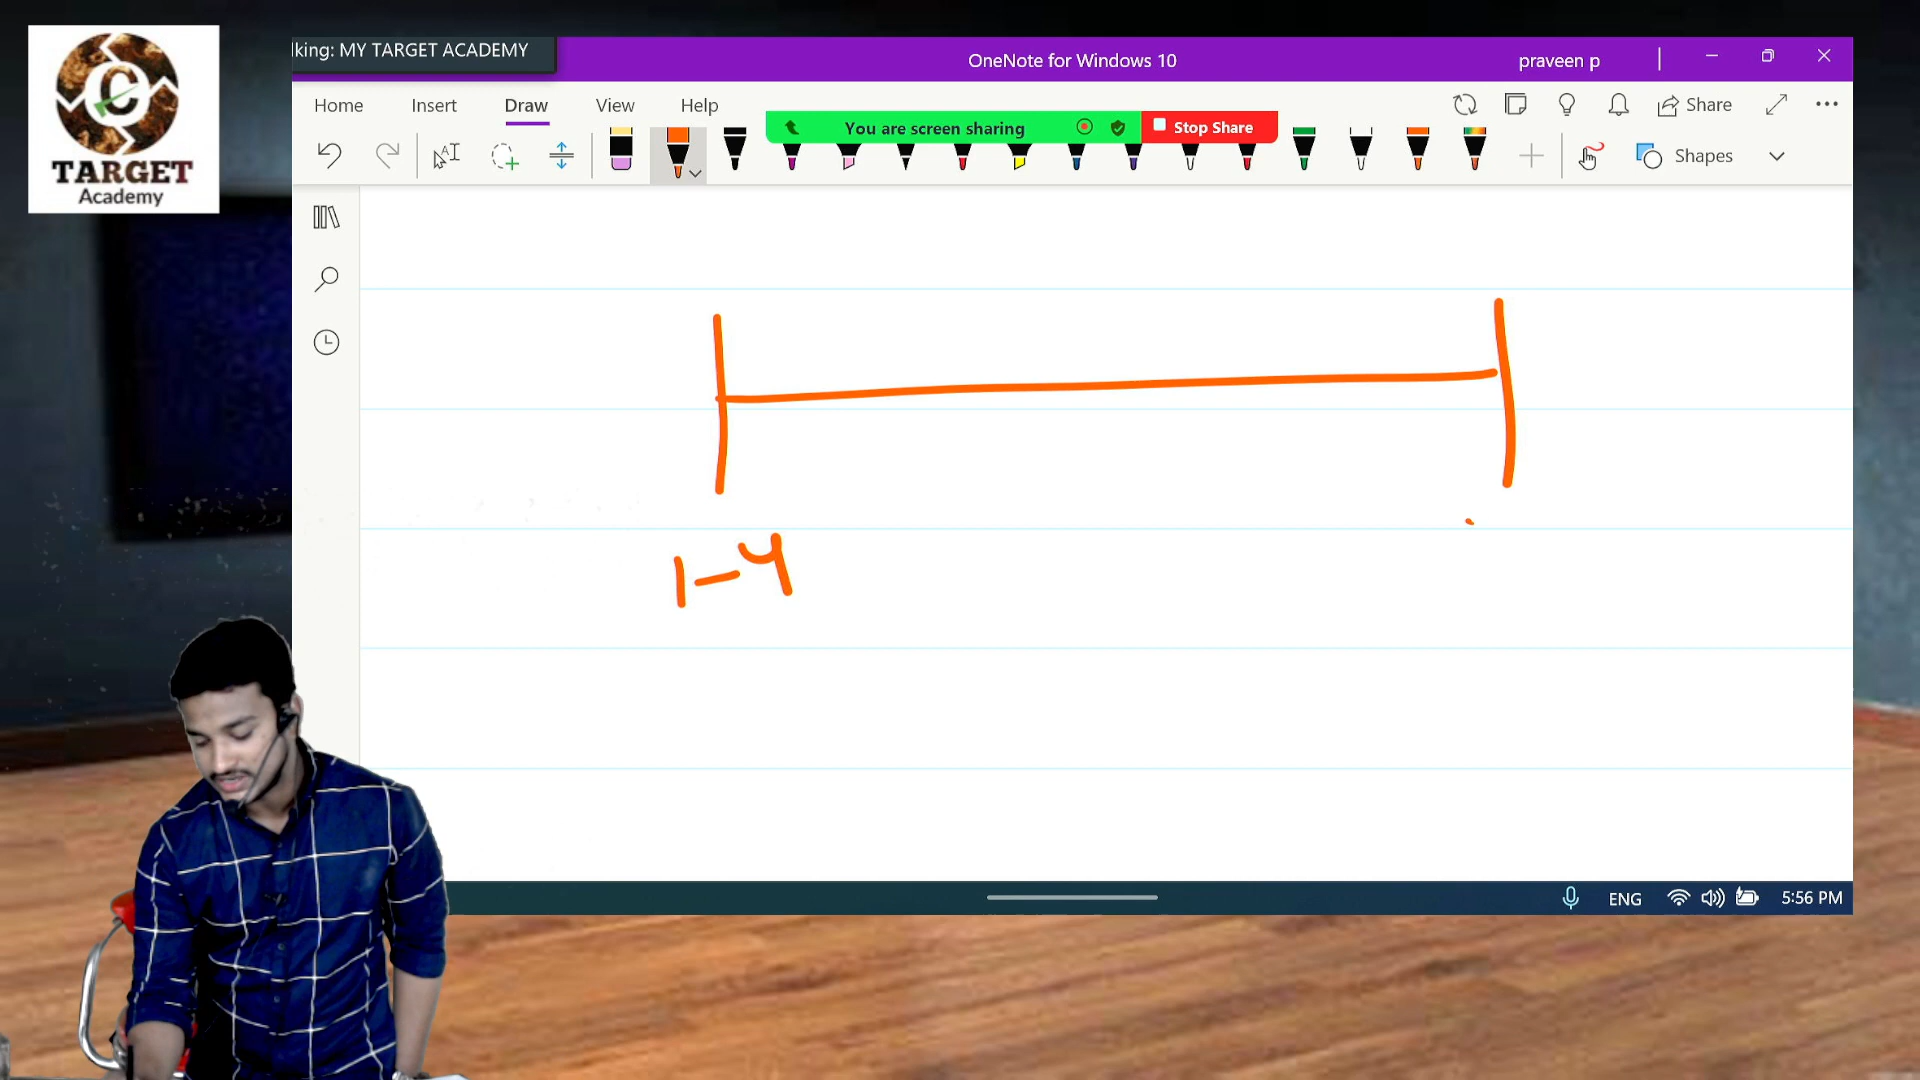 lking: MY TARGET ACADEMY
OneNote for Windows 10
praveen p
Home Insert Draw View Help
Share
You are screen sharing
Stop Share
Shapes
TARGET
Academy
1-4
ENG
5:56 PM